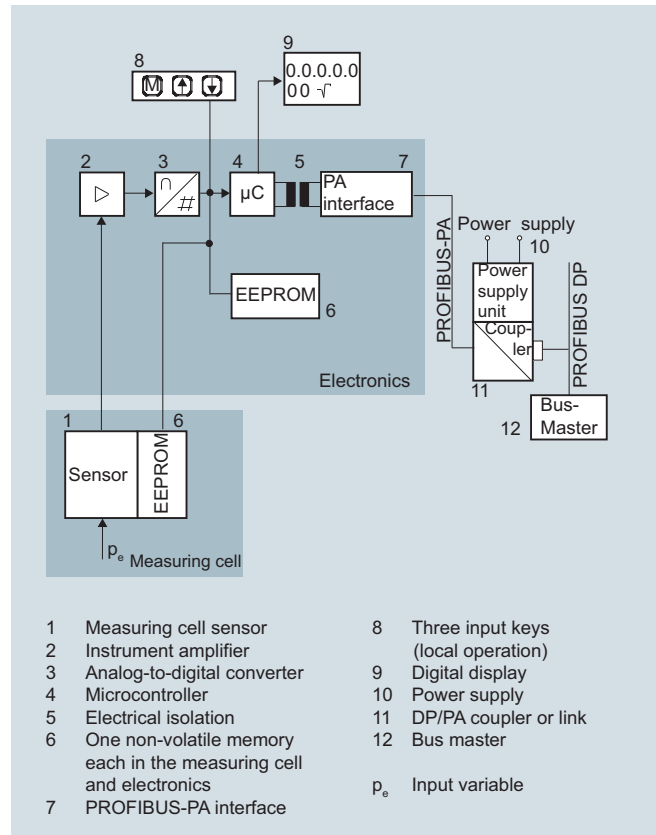 8
M
9
0.0.0.0.0
00 √
2
3
∩
#
4
µC
5
7
PA
interface
PROFIBUS-PA
Power supply
10
Power
supply
unit
Coup-
ler
11
PROFIBUS DP
12
Bus-
Master
EEPROM
6
Electronics
1
6
Sensor
EEPROM
pe Measuring cell
1 Measuring cell sensor
2 Instrument amplifier
3 Analog-to-digital converter
4 Microcontroller
5 Electrical isolation
6 One non-volatile memory
each in the measuring cell
and electronics
7 PROFIBUS-PA interface
8 Three input keys
(local operation)
9 Digital display
10 Power supply
11 DP/PA coupler or link
12 Bus master
pe Input variable